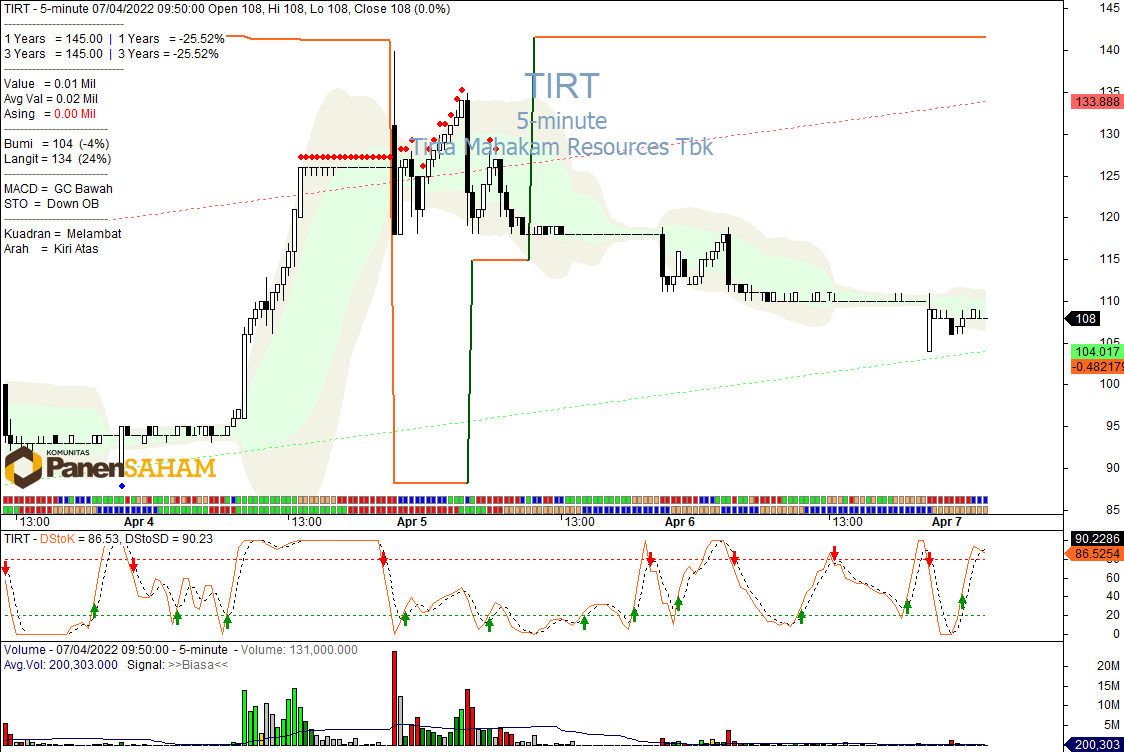 TIRT - 5-minute 07/04/2022 09:50:00 Open 108, Hi 108, Lo 108, Close 108 (0.0%)
1 Years = 145.00 | 1 Years = -25.52%
3 Years = 145.00 | 3 Years = -25.52%
Value = 0.01 Mil
Avg Val = 0.02 Mil
Asing = 0.00 Mil
Bumi = 104 (-4%)
Langit = 134 (24%)
MACD = GC Bawah
STO = Down OB
Kuadran = Melambat
Arah = Kiri Atas
TIRT
5-minute
Tirta Mahakam Resources Tbk
145
140
135
133.888
130
125
120
115
110
108
105
104.017
-0.482179
100
95
90
85
KOMUNITAS
PanenSAHAM
13:00 Apr 4 13:00 Apr 5 13:00 Apr 6 13:00 Apr 7
TIRT - DStoK = 86.53, DStoSD = 90.23
90.2286
86.5254
80
60
40
20
0
Volume - 07/04/2022 09:50:00 - 5-minute - Volume: 131,000.000
Avg.Vol: 200,303.000 Signal: >>Biasa<<
20M
15M
10M
5M
200,303